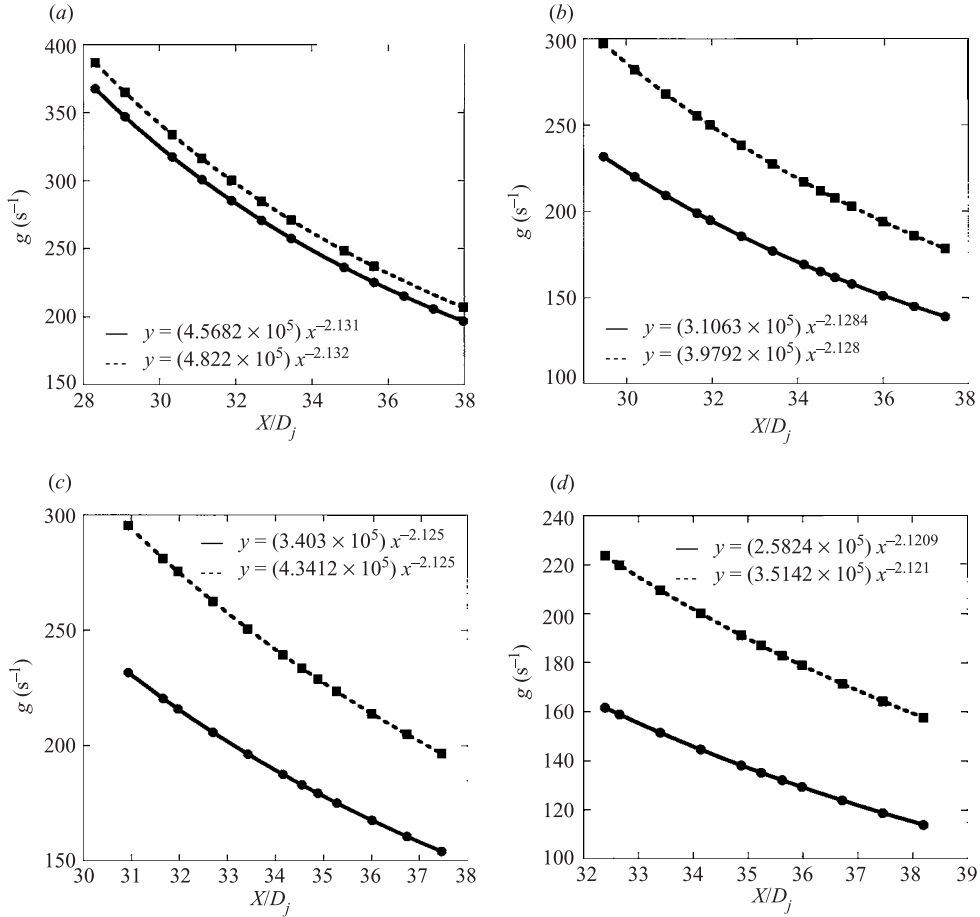 (a)
400
350
300
250
200
150
g (s⁻¹)
y = (4.5682 × 10⁵) x⁻²·¹³¹
y = (4.822 × 10⁵) x⁻²·¹³²
28 30 32 34 36 38
X/Dⱼ
(b)
300
250
200
150
100
g (s⁻¹)
y = (3.1063 × 10⁵) x⁻²·¹²⁸⁴
y = (3.9792 × 10⁵) x⁻²·¹²⁸
30 32 34 36 38
X/Dⱼ
(c)
300
250
200
150
g (s⁻¹)
y = (3.403 × 10⁵) x⁻²·¹²⁵
y = (4.3412 × 10⁵) x⁻²·¹²⁵
30 31 32 33 34 35 36 37 38
X/Dⱼ
(d)
240
220
200
180
160
140
120
100
g (s⁻¹)
y = (2.5824 × 10⁵) x⁻²·¹²⁰⁹
y = (3.5142 × 10⁵) x⁻²·¹²¹
32 33 34 35 36 37 38 39
X/Dⱼ